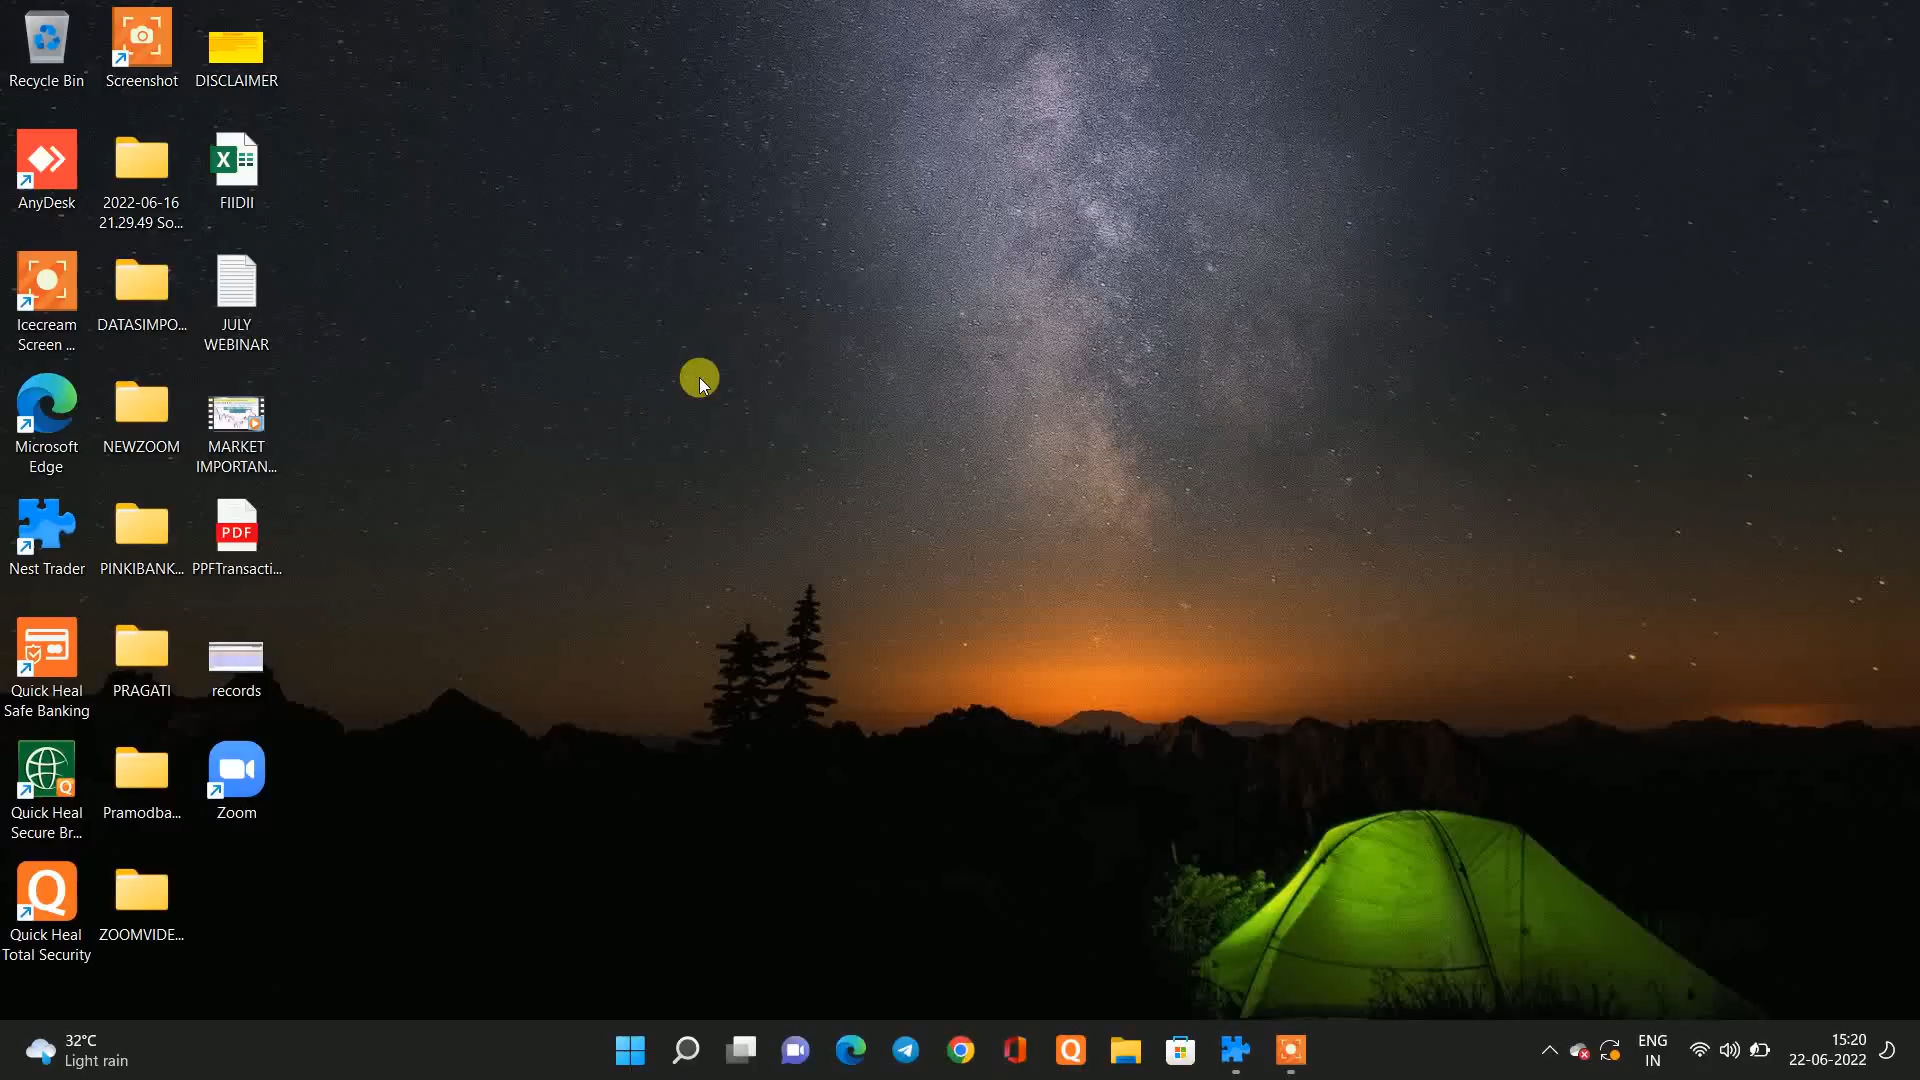 Recycle Bin
Screenshot
DISCLAIMER
AnyDesk
2022-06-16
21.29.49 So...
FIIDII
Icecream
Screen ...
DATASIMPO...
JULY
WEBINAR
Microsoft
Edge
NEWZOOM
MARKET
IMPORTAN...
Nest Trader
PINKIBANK...
PDF
PPFTransacti...
Quick Heal
Safe Banking
PRAGATI
records
Quick Heal
Secure Br...
Pramodba...
Zoom
Quick Heal
Total Security
ZOOMVIDE...
32°C
Light rain
ENG
IN
15:20
22-06-2022